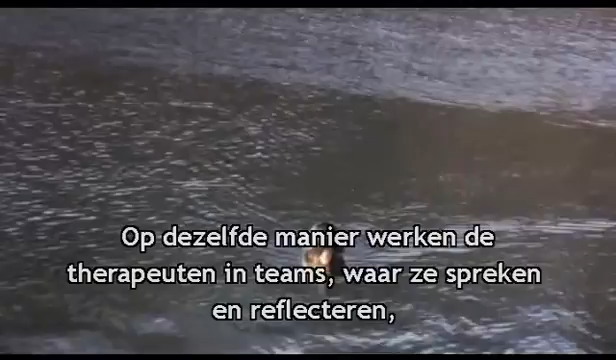 Op dezelfde manier werken de
therapeuten in teams, waar ze spreken
en reflecteren,